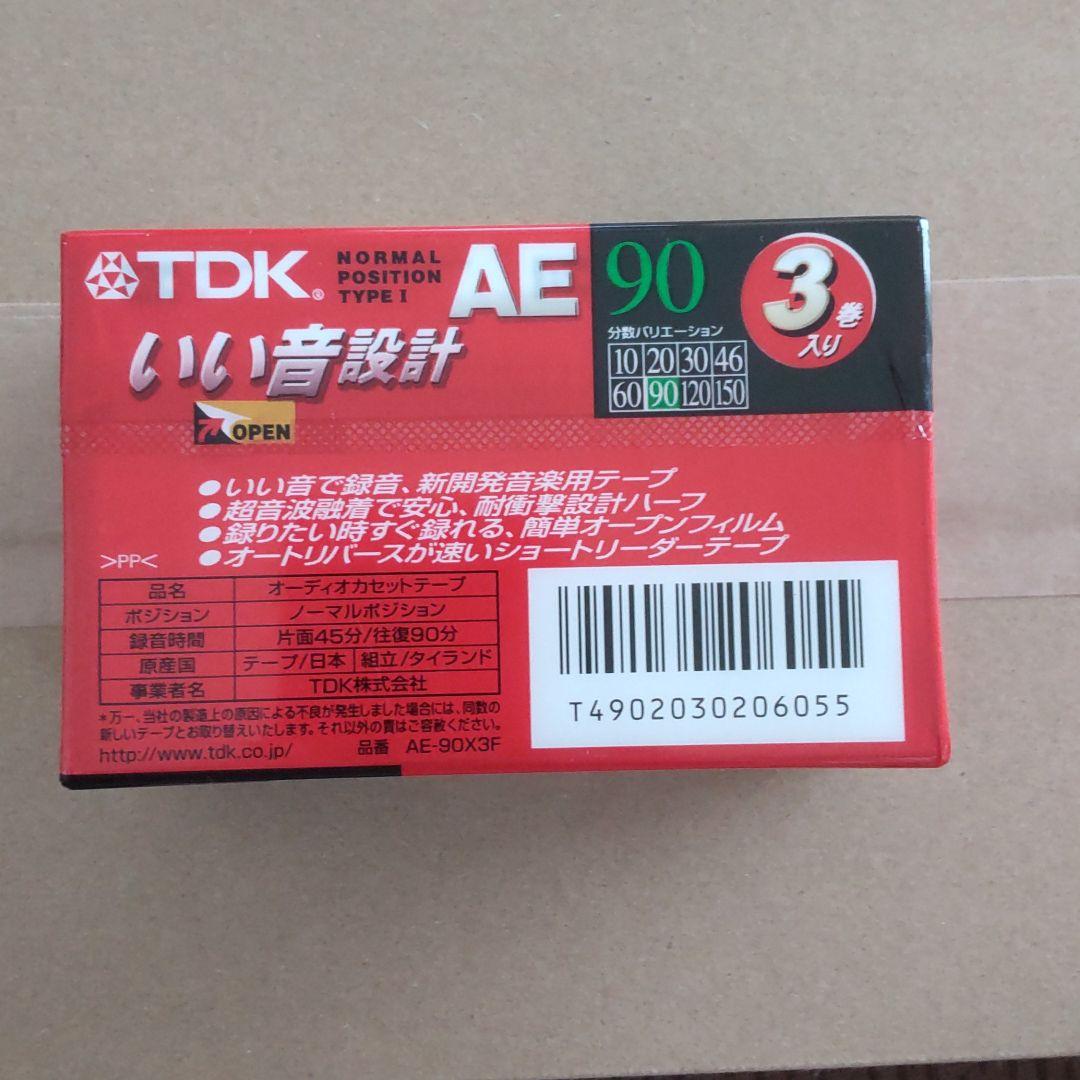 TDK®
NORMAL
POSITION
TYPE I
AE
90
分数バリエーション
10 20 30 46
60 90 120 150
3巻
入り
いい音設計
OPEN
●いい音で録音、新開発音楽用テープ
●超音波融着で安心、耐衝撃設計ハーフ
●録りたい時すぐ録れる、簡単オープンフィルム
●オートリバースが速いショートリーダーテープ
>PP<
品名 オーディオカセットテープ
ポジション ノーマルポジション
録音時間 片面45分/往復90分
原産国 テープ/日本 組立/タイランド
事業者名 TDK株式会社
*万一、当社の製造上の原因による不良が発生しました場合には、同数の
新しいテープとお取り替えいたします。それ以外の責はご容赦ください。
http://www.tdk.co.jp/ 品番 AE-90X3F
T4902030206055